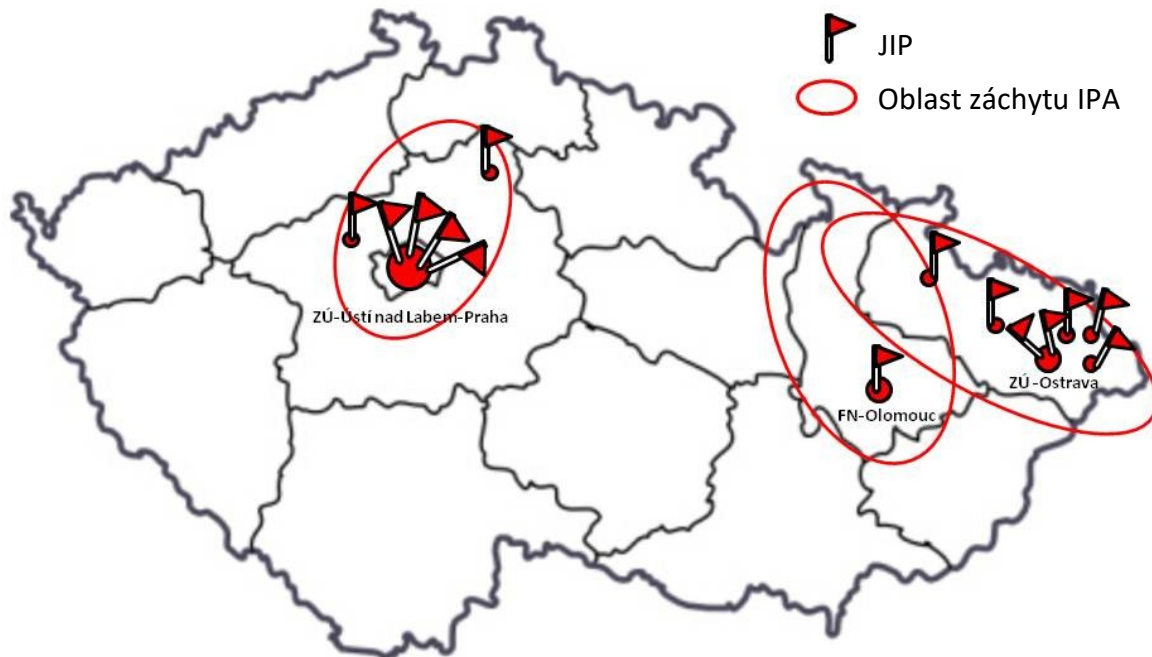 JIP
Oblast záchytu IPA
ZÚ-Ústí nad Labem-Praha
ZÚ-Ostrava
FN-Olomouc